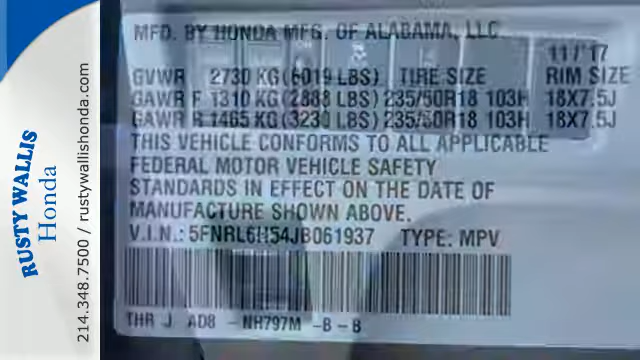 MFD. BY HONDA MFG. OF ALABAMA, LLC
11/17
GVWR 2730 KG(6019 LBS) TIRE SIZE RIM SIZE
GAWR F 1310 KG(2888 LBS) 235/60R18 103H 18X7.5J
GAWR R 1465 KG(3230 LBS) 235/60R18 103H 18X7.5J
THIS VEHICLE CONFORMS TO ALL APPLICABLE
FEDERAL MOTOR VEHICLE SAFETY
STANDARDS IN EFFECT ON THE DATE OF
MANUFACTURE SHOWN ABOVE.
V.I.N.: 5FNRL6H54JB061937 TYPE: MPV
THR J AD8 - NH797M -B - B
RUSTY WALLIS
Honda
214.348.7500 / rustywallishonda.com